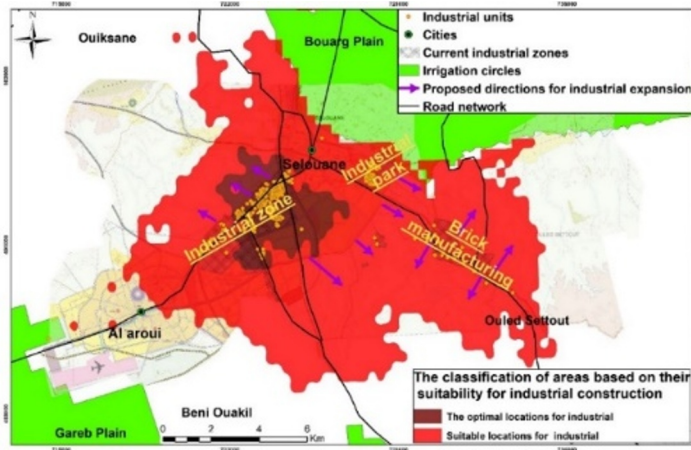 Ouiksane
Bouarg Plain
Industrial units
Cities
Current industrial zones
Irrigation circles
Proposed directions for industrial expansion
Road network
Selouane
Industrail
park
Industrial zone
Brick
manufacturing
Ouled Settout
Al aroui
Beni Ouakil
Gareb Plain
0 2 4 6
Km
The classification of areas based on their
suitability for industrial construction
The optimal locations for industrial
Suitable locations for industrial